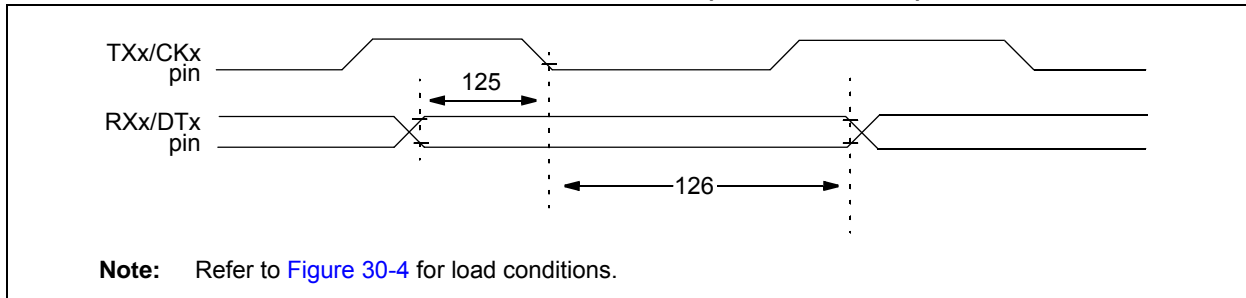 TXx/CKx
pin
125
RXx/DTx
pin
126
Note: Refer to Figure 30-4 for load conditions.